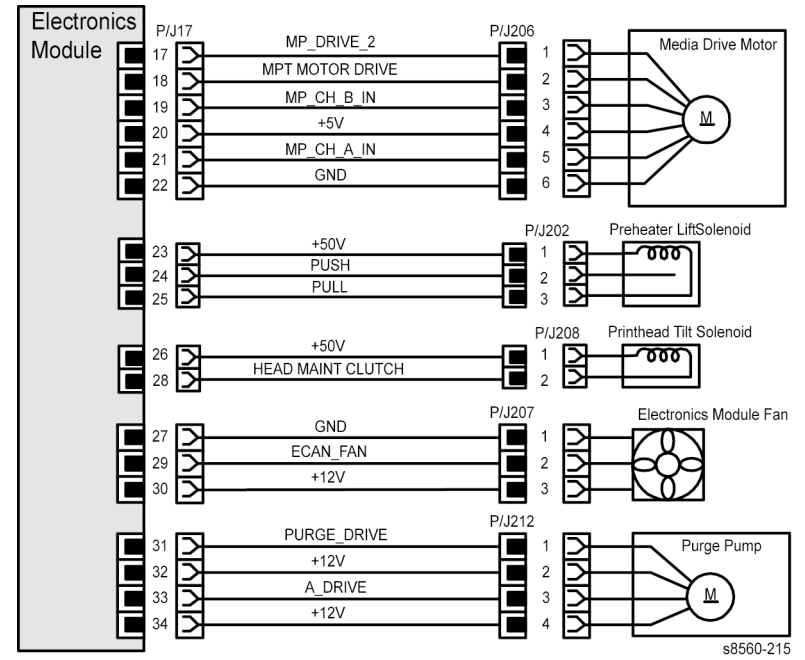 Electronics
Module
P/J17
P/J206
Media Drive Motor
17 MP_DRIVE_2 1
18 MPT MOTOR DRIVE 2
19 MP_CH_B_IN 3
M
20 +5V 4
21 MP_CH_A_IN 5
22 GND 6
P/J202
Preheater LiftSolenoid
23 +50V 1
24 PUSH 2
25 PULL 3
P/J208
Printhead Tilt Solenoid
26 +50V 1
28 HEAD MAINT CLUTCH 2
P/J207
Electronics Module Fan
27 GND 1
29 ECAN_FAN 2
30 +12V 3
P/J212
Purge Pump
31 PURGE_DRIVE 1
32 +12V 2
33 A_DRIVE 3
M
34 +12V 4
s8560-215